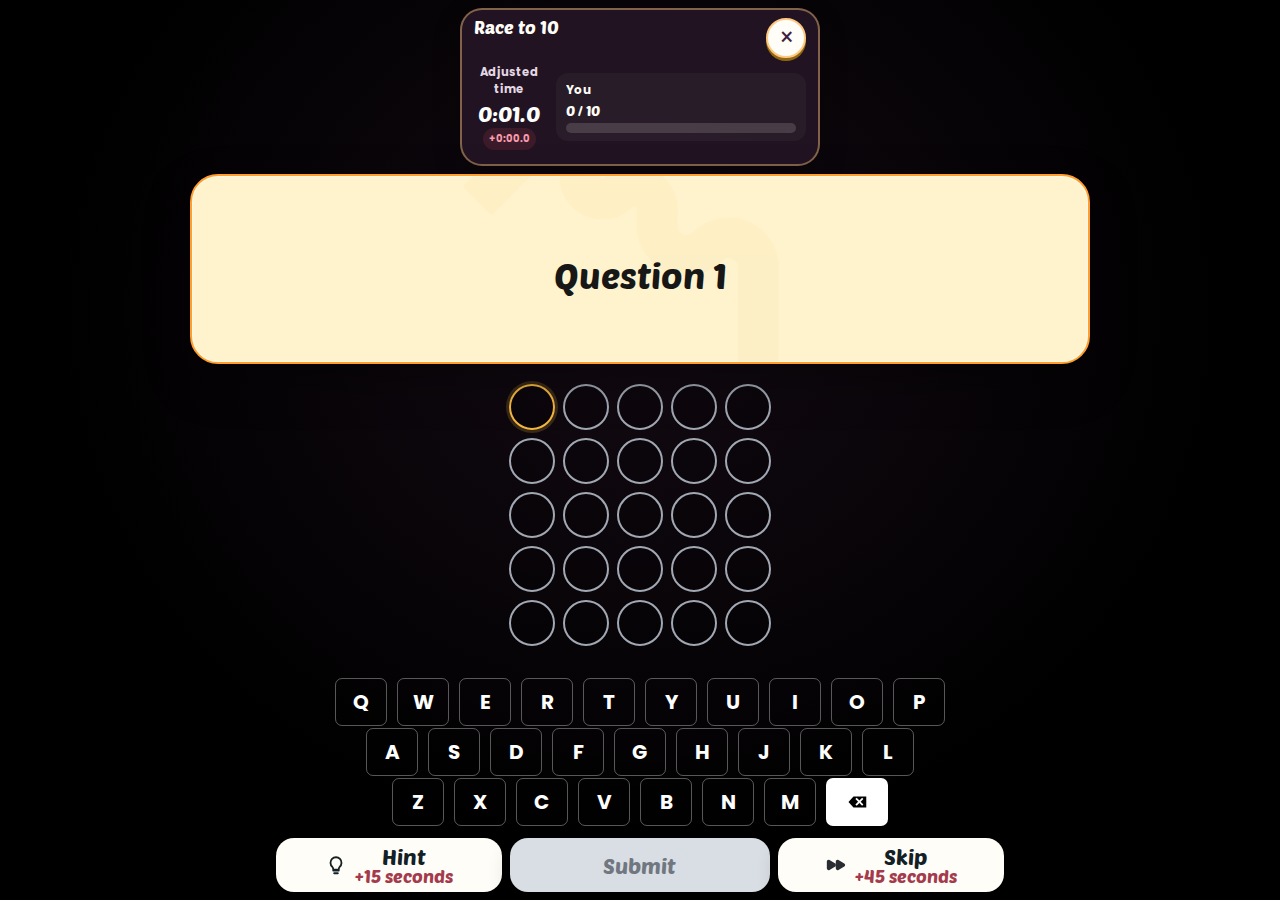 Race to 10
×
Adjusted
time
0:01.0
+0:00.0
You
0 / 10
Question 1
Q W E R T Y U I O P
A S D F G H J K L
Z X C V B N M
Hint
+15 seconds
Submit
Skip
+45 seconds